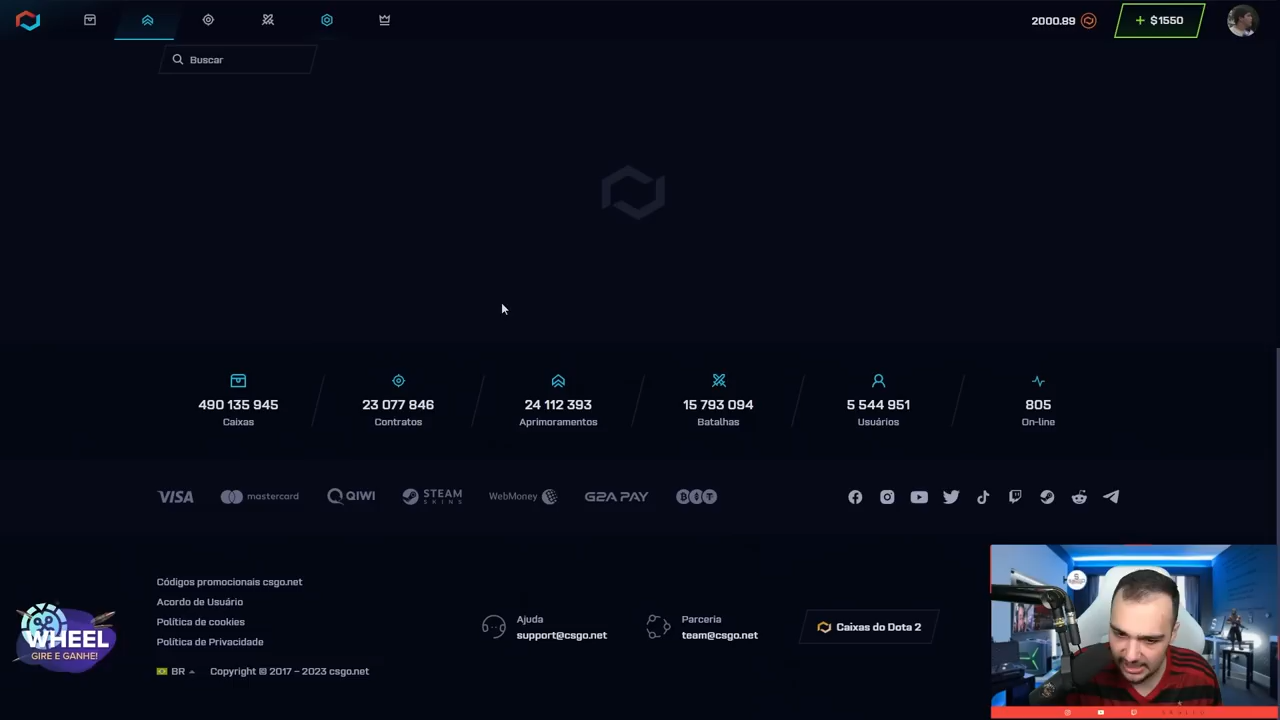 2000.89
+ $1550
Buscar
490 135 945
Caixas
23 077 846
Contratos
24 112 393
Aprimoramentos
15 793 094
Batalhas
5 544 951
Usuários
805
On-line
VISA
mastercard
QIWI
STEAM
SKINS
WebMoney
G2A PAY
Códigos promocionais csgo.net
Acordo de Usuário
Política de cookies
Política de Privacidade
BR
Copyright © 2017 – 2023 csgo.net
Ajuda
support@csgo.net
Parceria
team@csgo.net
Caixas do Dota 2
WHEEL
GIRE E GANHE!